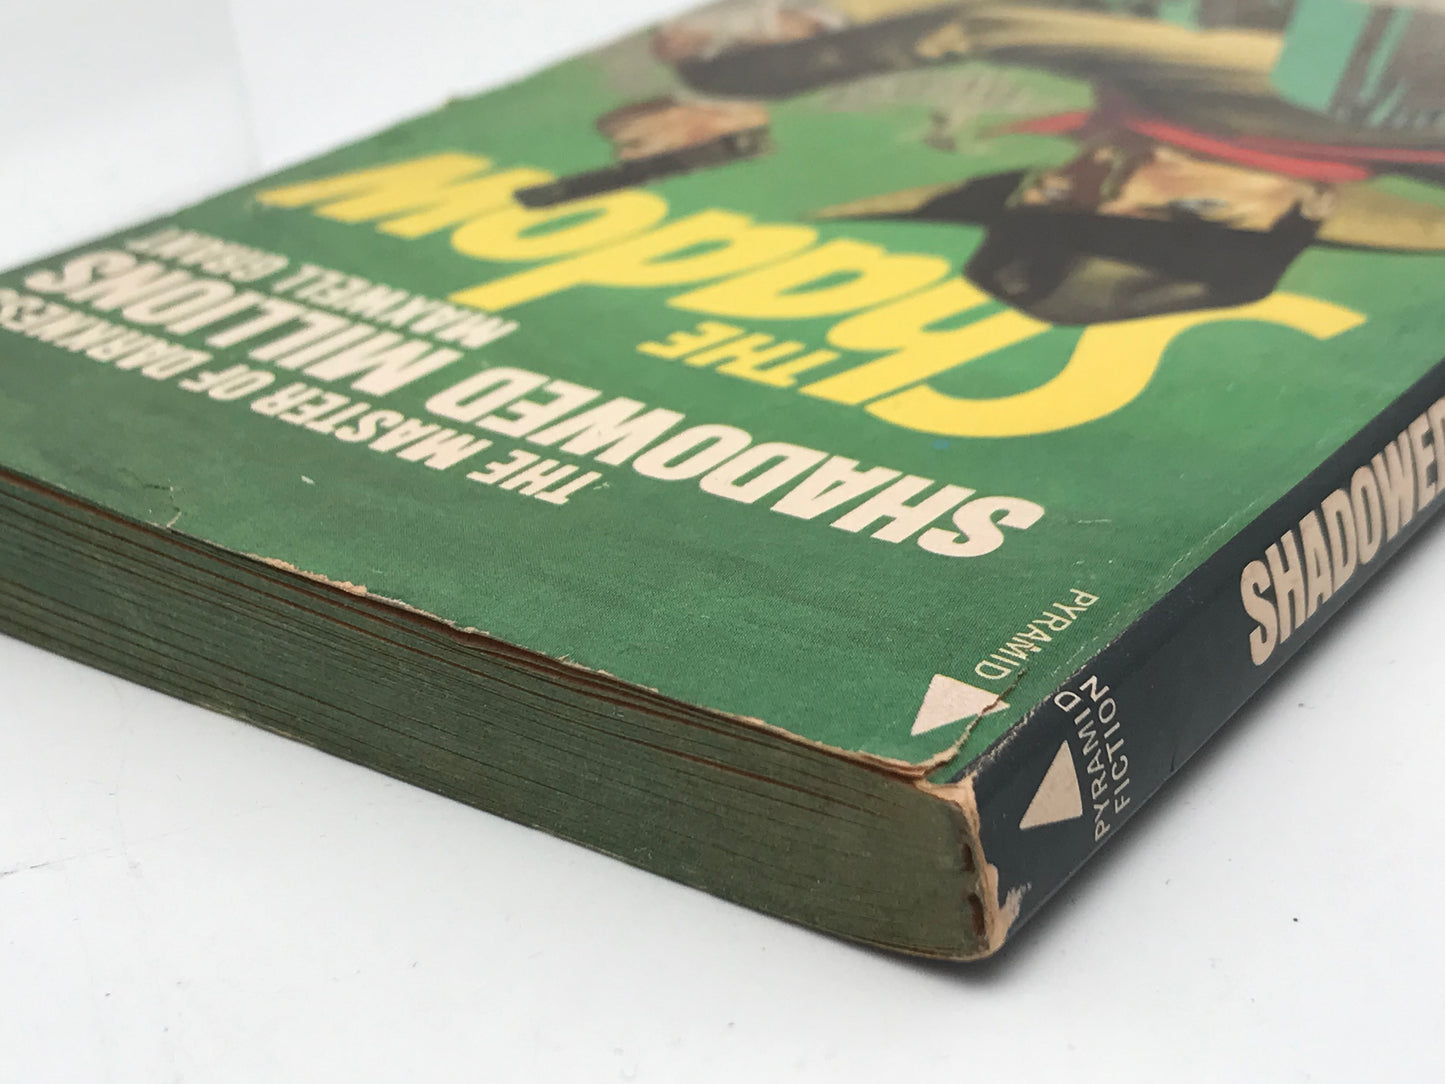 THE
Shadow
SHADOWED MILLIONS
MAXWELL GRANT
THE MASTER OF DARKNESS
PYRAMID
SHADOWED
PYRAMID
FICTION